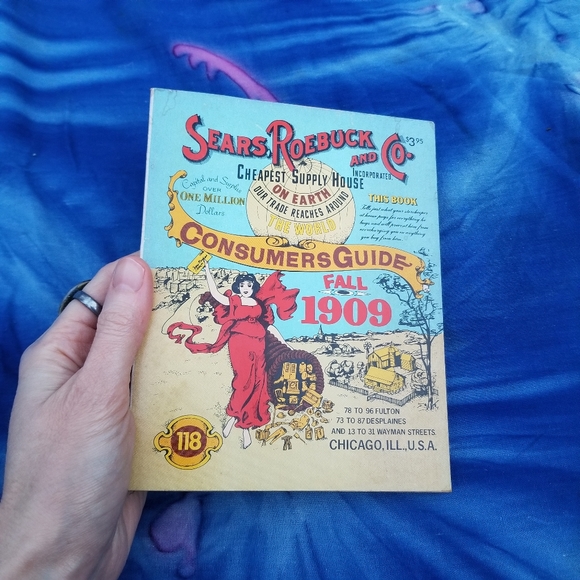 SEARS, ROEBUCK AND CO.
INCORPORATED
$3.95
CHEAPEST SUPPLY HOUSE
ON EARTH
OUR TRADE REACHES AROUND
THE WORLD
Capital and Surplus
OVER
ONE MILLION
Dollars
THIS BOOK
CONSUMERS GUIDE
FALL
1909
118
78 TO 96 FULTON
73 TO 87 DESPLAINES
AND 13 TO 31 WAYMAN STREETS.
CHICAGO, ILL., U.S.A.